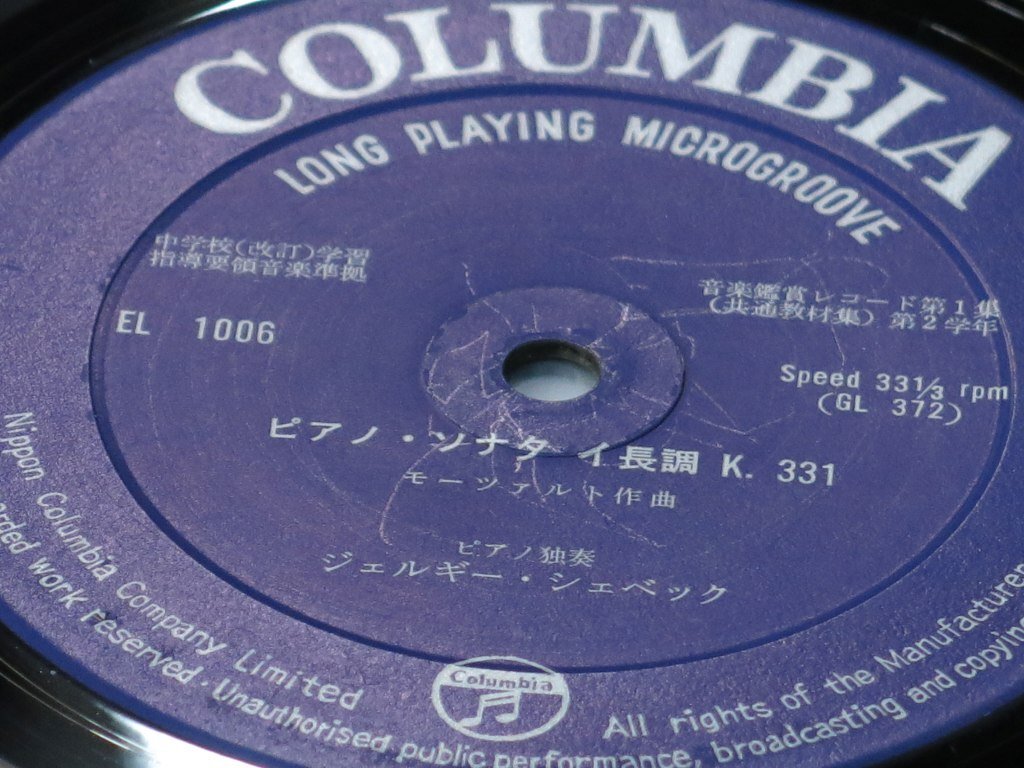 COLUMBIA
LONG PLAYING MICROGROOVE
中学校(改訂)学習
指導要領音楽準拠
EL 1006
音楽鑑賞レコード第1集
(共通教材集) 第2学年
Speed 33⅓ rpm
(GL 372)
ピアノ・ソナタ イ長調 K. 331
モーツァルト作曲
ピアノ独奏
ジェルギー・シェベック
Columbia
Nippon Columbia Company Limited
All rights of the Manufacturer
work reserved. Unauthorised public performance, broadcasting and copying